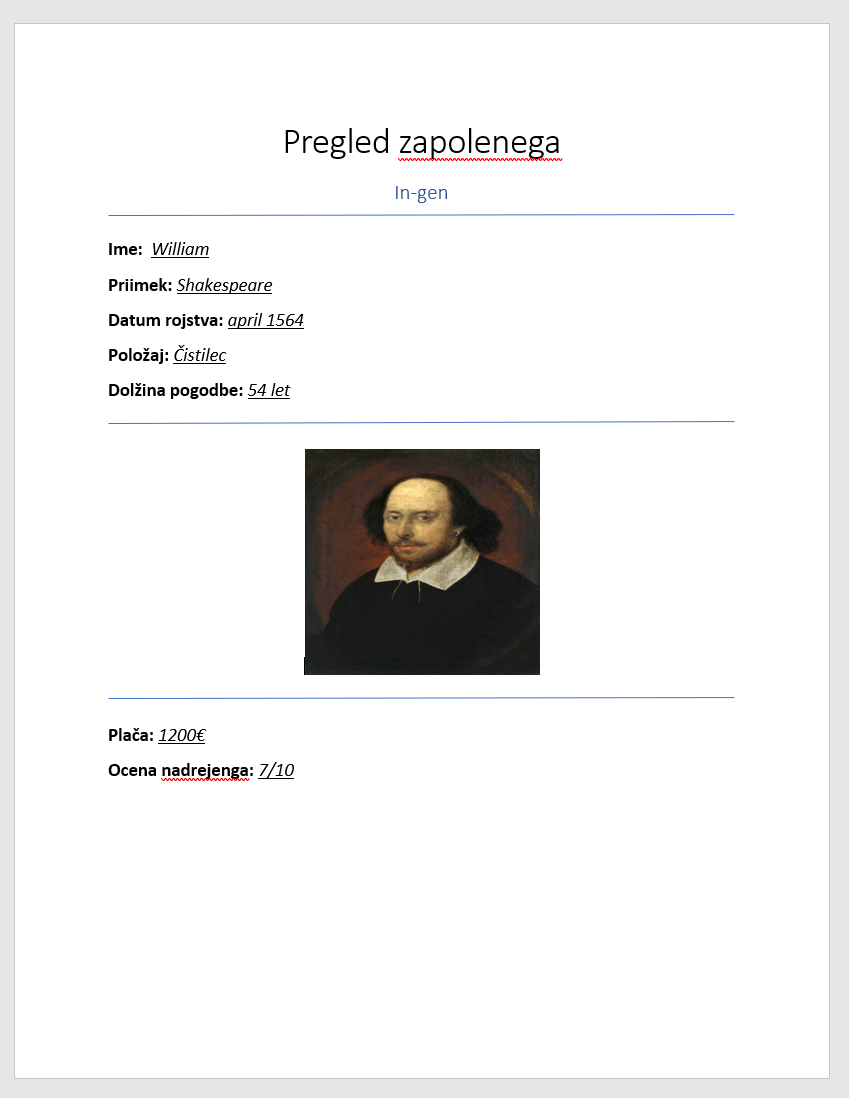 Pregled zapolenega
In-gen
Ime: William
Priimek: Shakespeare
Datum rojstva: april 1564
Položaj: Čistilec
Dolžina pogodbe: 54 let
Plača: 1200€
Ocena nadrejenga: 7/10